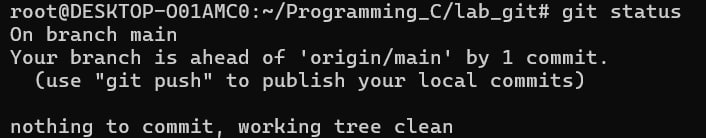 root@DESKTOP-O01AMC0:~/Programming_C/lab_git# git status
On branch main
Your branch is ahead of 'origin/main' by 1 commit.
  (use "git push" to publish your local commits)

nothing to commit, working tree clean